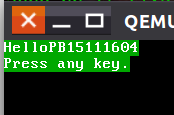 QEMU
HelloPB15111604
Press any key.